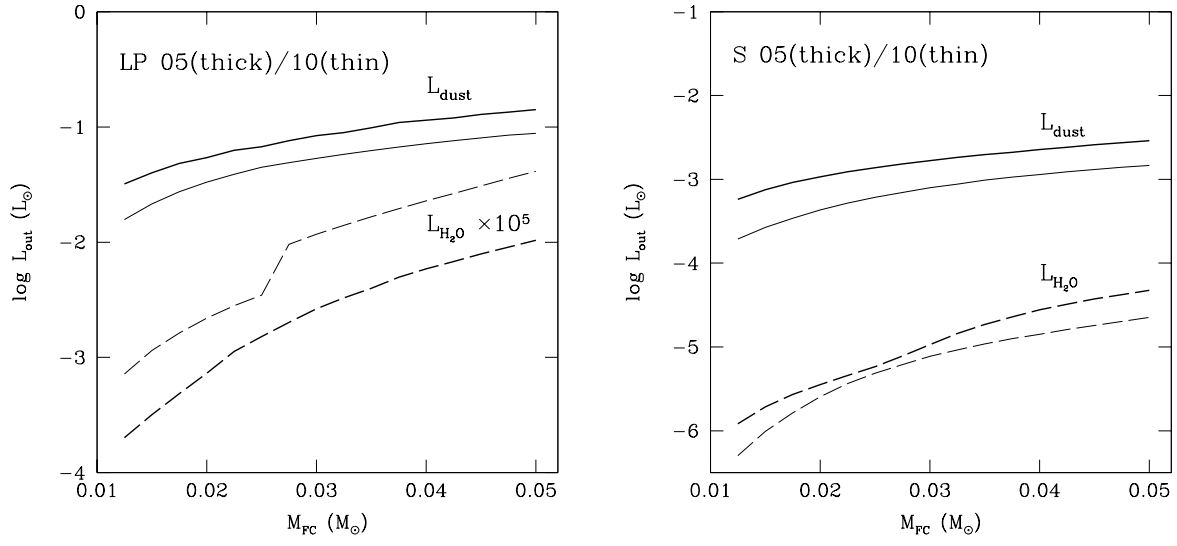 LP 05(thick)/10(thin)
L_dust
L_H₂O ×10⁵
log L_out (L_⊙)
0
−1
−2
−3
−4
0.01 0.02 0.03 0.04 0.05
M_FC (M_⊙)
S 05(thick)/10(thin)
L_dust
L_H₂O
log L_out (L_⊙)
−1
−2
−3
−4
−5
−6
0.01 0.02 0.03 0.04 0.05
M_FC (M_⊙)